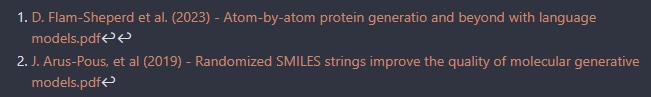 1. D. Flam-Sheperd et al. (2023) - Atom-by-atom protein generatio and beyond with language
models.pdf↩↩
2. J. Arus-Pous, et al (2019) - Randomized SMILES strings improve the quality of molecular generative
models.pdf↩